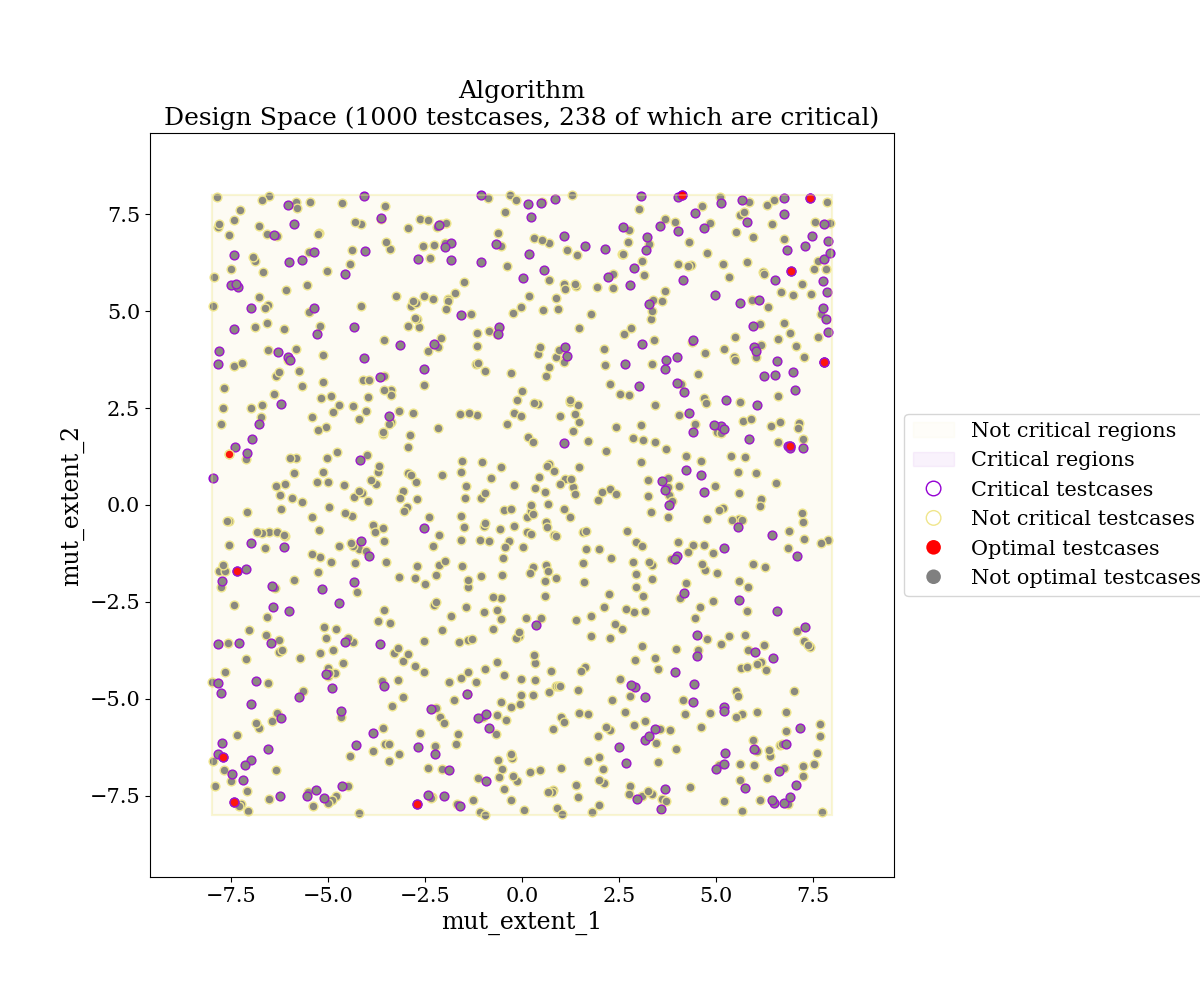 Algorithm
Design Space (1000 testcases, 238 of which are critical)
mut_extent_2
7.5
5.0
2.5
0.0
−2.5
−5.0
−7.5
−7.5
−5.0
−2.5
0.0
2.5
5.0
7.5
mut_extent_1
Not critical regions
Critical regions
Critical testcases
Not critical testcases
Optimal testcases
Not optimal testcases